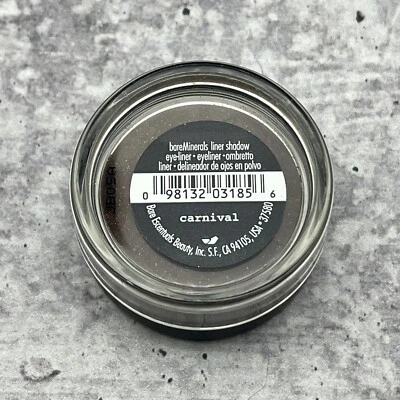 bareMinerals liner shadow
eye-liner • eyeliner • ombretto
liner • delineador de ojos en polvo
0 98132 03185 6
carnival
Bare Escentuals Beauty, Inc. S.F., CA 94105, USA • 37580